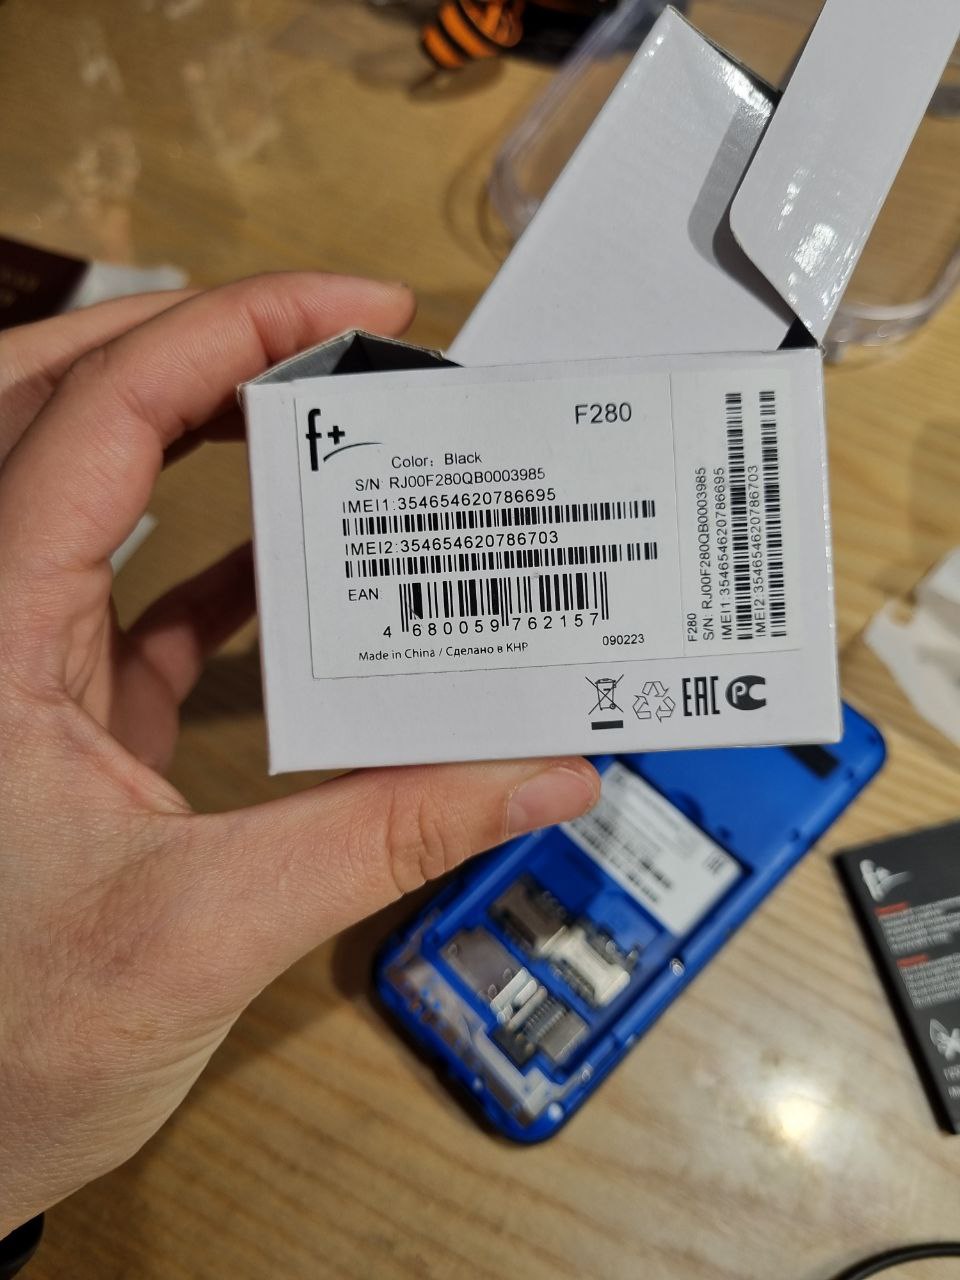 f+
F280
Color: Black
S/N: RJ00F280QB0003985
IMEI1:354654620786695
IMEI2:354654620786703
EAN:
4 680059 762157
Made in China / Сделано в КНР
090223
F280
S/N: RJ00F280QB0003985
IMEI1:354654620786695
IMEI2:354654620786703
EAC
PC
f+